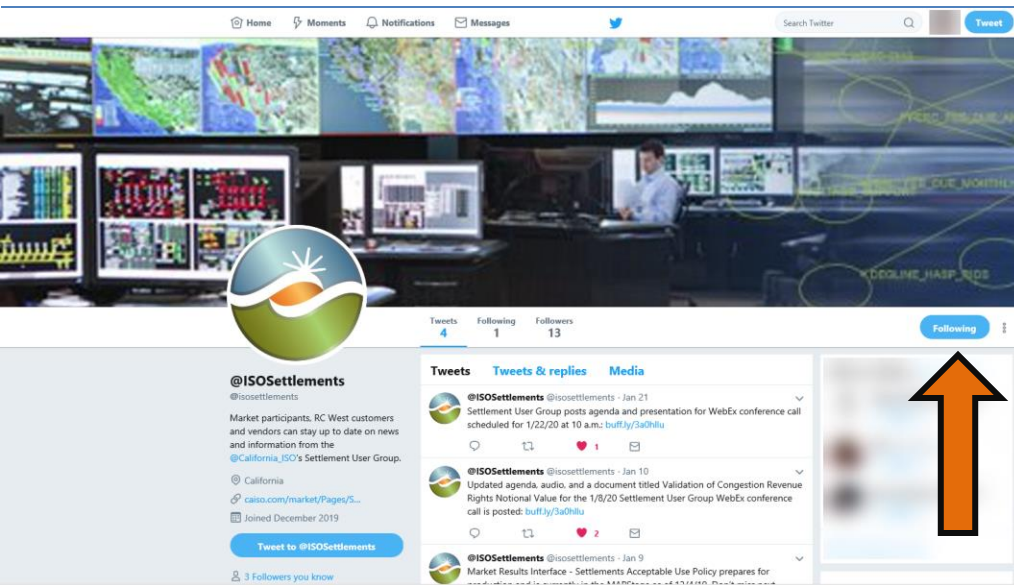 Home Moments Notifications Messages Search Twitter Tweet
Tweets Following Followers
4 1 13
Following
@ISOSettlements
@isosettlements
Market participants, RC West customers
and vendors can stay up to date on news
and information from the
@California_ISO's Settlement User Group.
California
caiso.com/market/Pages/S...
Joined December 2019
Tweet to @ISOSettlements
3 Followers you know
Tweets Tweets & replies Media
@ISOSettlements @isosettlements · Jan 21
Settlement User Group posts agenda and presentation for WebEx conference call
scheduled for 1/22/20 at 10 a.m.: buff.ly/3a0hllu
1
@ISOSettlements @isosettlements · Jan 10
Updated agenda, audio, and a document titled Validation of Congestion Revenue
Rights Notional Value for the 1/8/20 Settlement User Group WebEx conference
call is posted: buff.ly/3a0hllu
2
@ISOSettlements @isosettlements · Jan 9
Market Results Interface - Settlements Acceptable Use Policy prepares for